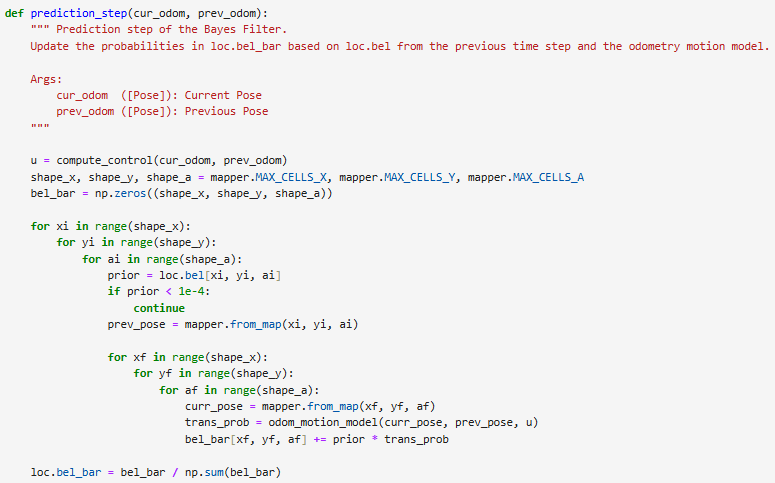 def prediction_step(cur_odom, prev_odom):
    """ Prediction step of the Bayes Filter.
    Update the probabilities in loc.bel_bar based on loc.bel from the previous time step and the odometry motion model.

    Args:
        cur_odom  ([Pose]): Current Pose
        prev_odom ([Pose]): Previous Pose
    """

    u = compute_control(cur_odom, prev_odom)
    shape_x, shape_y, shape_a = mapper.MAX_CELLS_X, mapper.MAX_CELLS_Y, mapper.MAX_CELLS_A
    bel_bar = np.zeros((shape_x, shape_y, shape_a))

    for xi in range(shape_x):
        for yi in range(shape_y):
            for ai in range(shape_a):
                prior = loc.bel[xi, yi, ai]
                if prior < 1e-4:
                    continue
                prev_pose = mapper.from_map(xi, yi, ai)

                for xf in range(shape_x):
                    for yf in range(shape_y):
                        for af in range(shape_a):
                            curr_pose = mapper.from_map(xf, yf, af)
                            trans_prob = odom_motion_model(curr_pose, prev_pose, u)
                            bel_bar[xf, yf, af] += prior * trans_prob

    loc.bel_bar = bel_bar / np.sum(bel_bar)